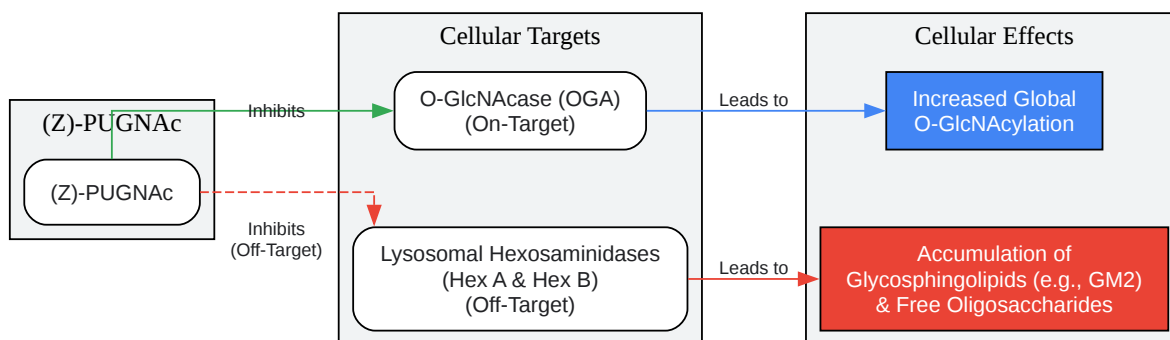 Cellular Targets
Cellular Effects
(Z)-PUGNAc
(Z)-PUGNAc
Inhibits
O-GlcNAcase (OGA)
(On-Target)
Leads to
Increased Global
O-GlcNAcylation
Inhibits
(Off-Target)
Lysosomal Hexosaminidases
(Hex A & Hex B)
(Off-Target)
Leads to
Accumulation of
Glycosphingolipids (e.g., GM2)
& Free Oligosaccharides